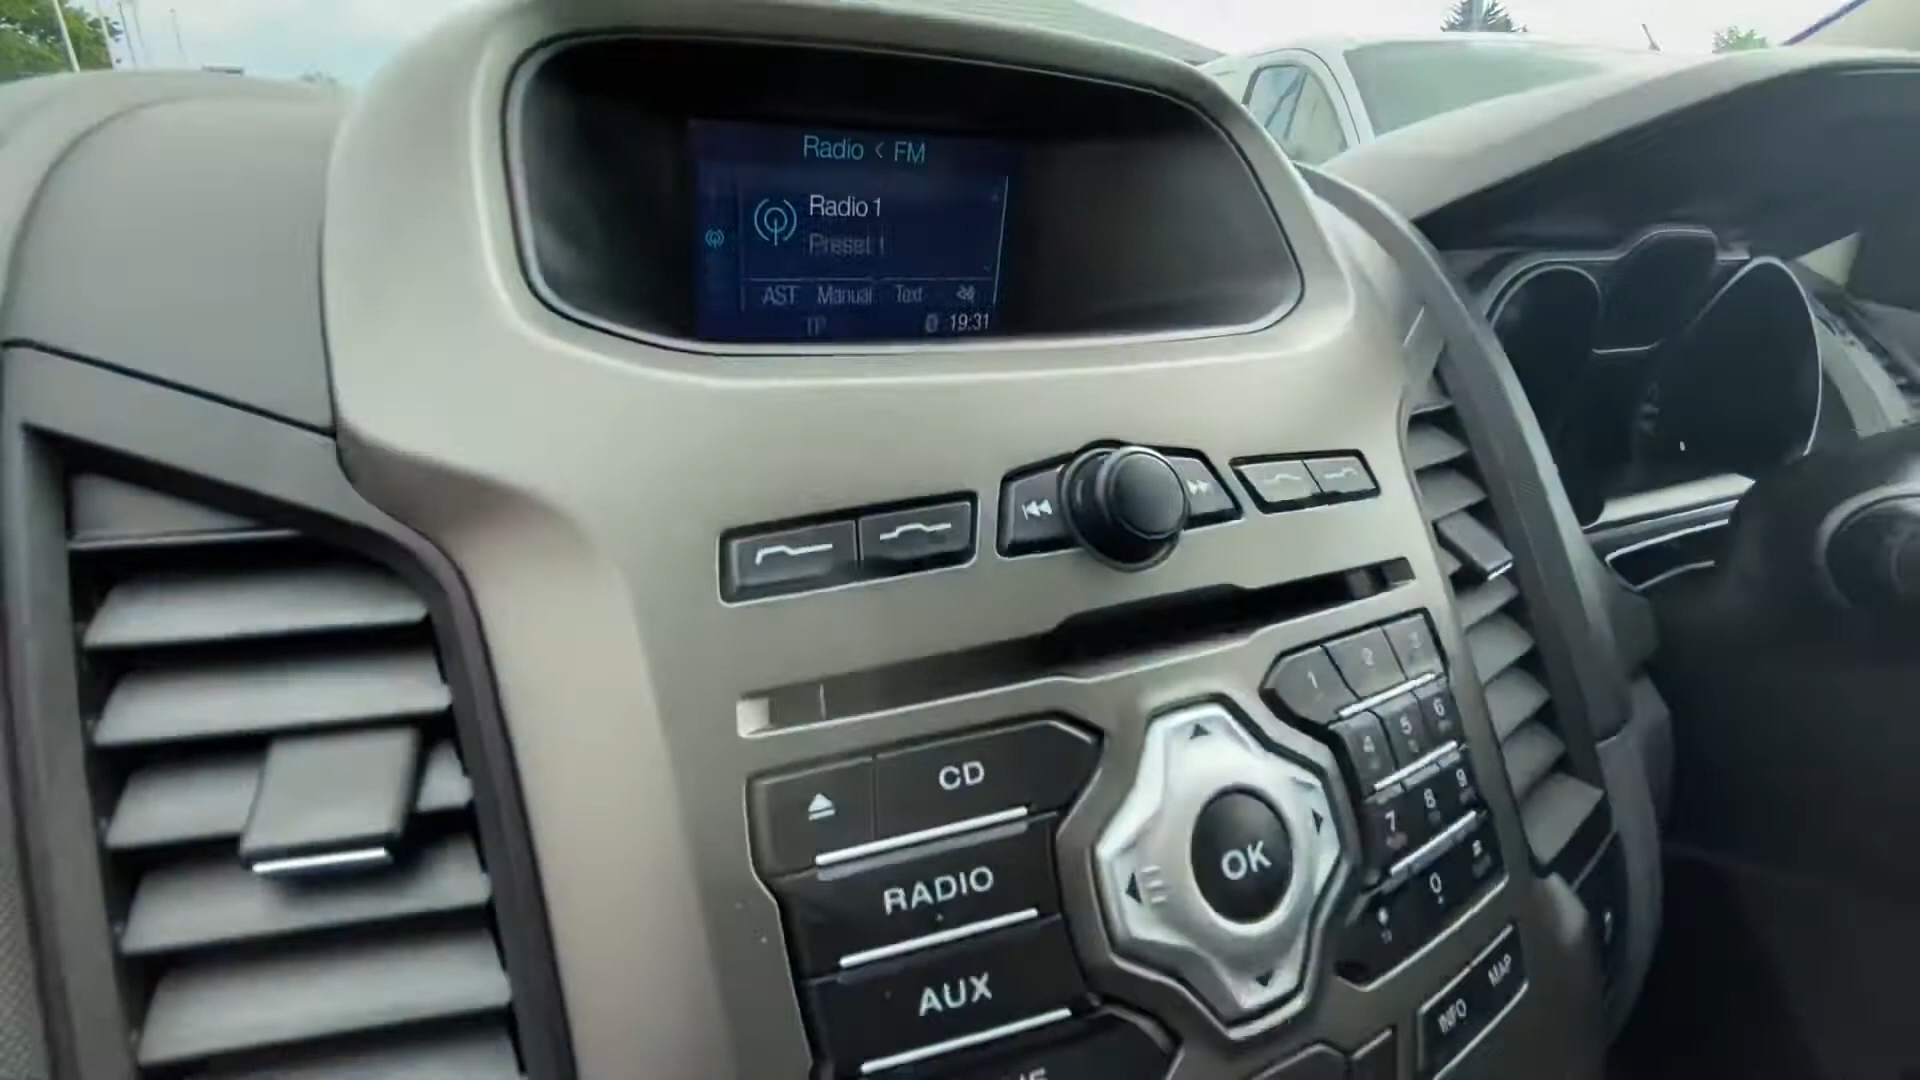 Radio < FM
Radio 1
Preset 1
AST Manual Text
TP 19:31
1 2 3
4 5 6
7 8 9
0
CD
RADIO
AUX
OK
INFO MAP